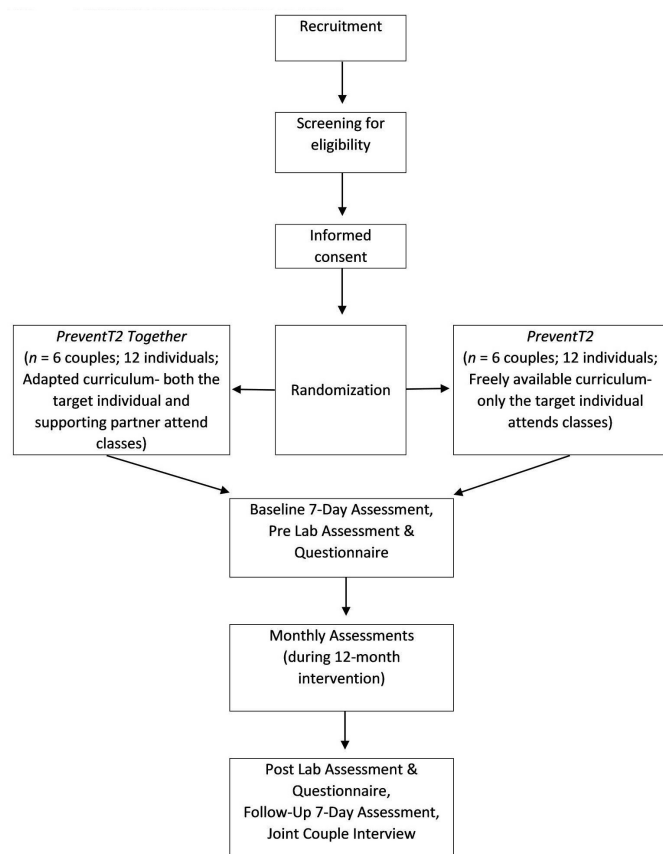 Recruitment
Screening for
eligibility
Informed
consent
PreventT2 Together
(n = 6 couples; 12 individuals;
Adapted curriculum- both the
target individual and
supporting partner attend
classes)
Randomization
PreventT2
(n = 6 couples; 12 individuals;
Freely available curriculum-
only the target individual
attends classes)
Baseline 7-Day Assessment,
Pre Lab Assessment &
Questionnaire
Monthly Assessments
(during 12-month
intervention)
Post Lab Assessment &
Questionnaire,
Follow-Up 7-Day Assessment,
Joint Couple Interview